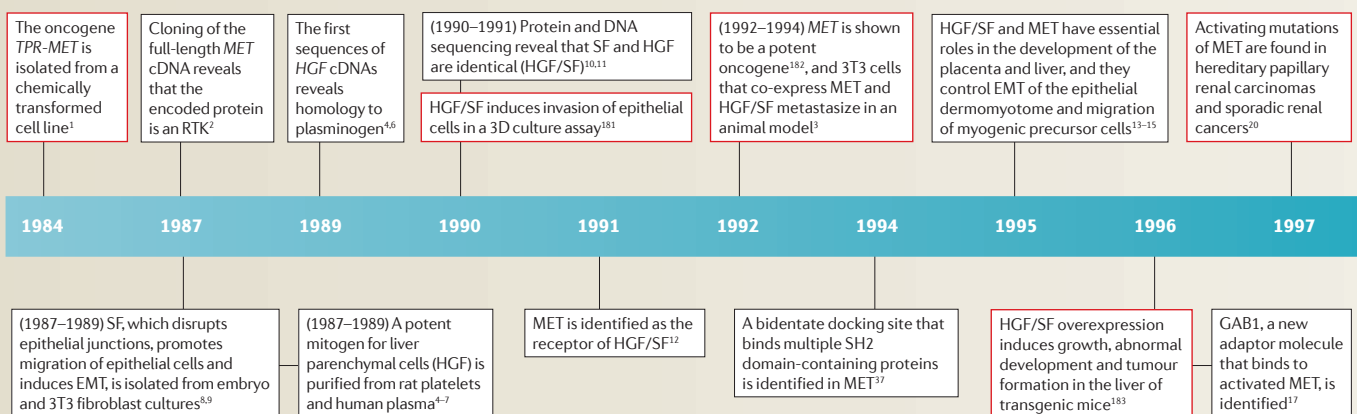 The oncogene
TPR-MET is
isolated from a
chemically
transformed
cell line¹
Cloning of the
full-length MET
cDNA reveals
that the
encoded protein
is an RTK²
The first
sequences of
HGF cDNAs
reveals
homology to
plasminogen⁴,⁶
(1990–1991) Protein and DNA
sequencing reveal that SF and HGF
are identical (HGF/SF)¹⁰,¹¹
HGF/SF induces invasion of epithelial
cells in a 3D culture assay¹⁸¹
(1992–1994) MET is shown
to be a potent
oncogene¹⁸², and 3T3 cells
that co-express MET and
HGF/SF metastasize in an
animal model³
HGF/SF and MET have essential
roles in the development of the
placenta and liver, and they
control EMT of the epithelial
dermomyotome and migration
of myogenic precursor cells¹³–¹⁵
Activating mutations
of MET are found in
hereditary papillary
renal carcinomas
and sporadic renal
cancers²⁰
1984 1987 1989 1990 1991 1992 1994 1995 1996 1997
(1987–1989) SF, which disrupts
epithelial junctions, promotes
migration of epithelial cells and
induces EMT, is isolated from embryo
and 3T3 fibroblast cultures⁸,⁹
(1987–1989) A potent
mitogen for liver
parenchymal cells (HGF) is
purified from rat platelets
and human plasma⁴–⁷
MET is identified as the
receptor of HGF/SF¹²
A bidentate docking site that
binds multiple SH2
domain-containing proteins
is identified in MET³⁷
HGF/SF overexpression
induces growth, abnormal
development and tumour
formation in the liver of
transgenic mice¹⁸³
GAB1, a new
adaptor molecule
that binds to
activated MET, is
identified¹⁷